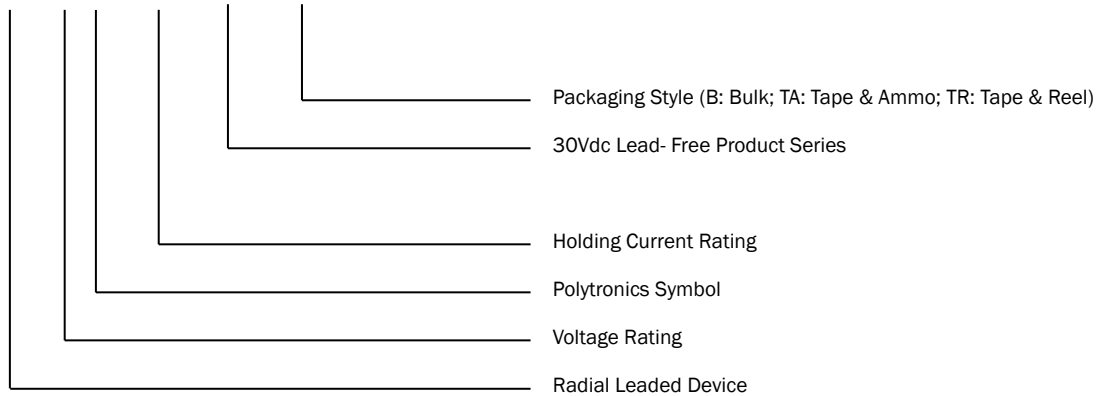 Packaging Style (B: Bulk; TA: Tape & Ammo; TR: Tape & Reel)
30Vdc Lead- Free Product Series
Holding Current Rating
Polytronics Symbol
Voltage Rating
Radial Leaded Device